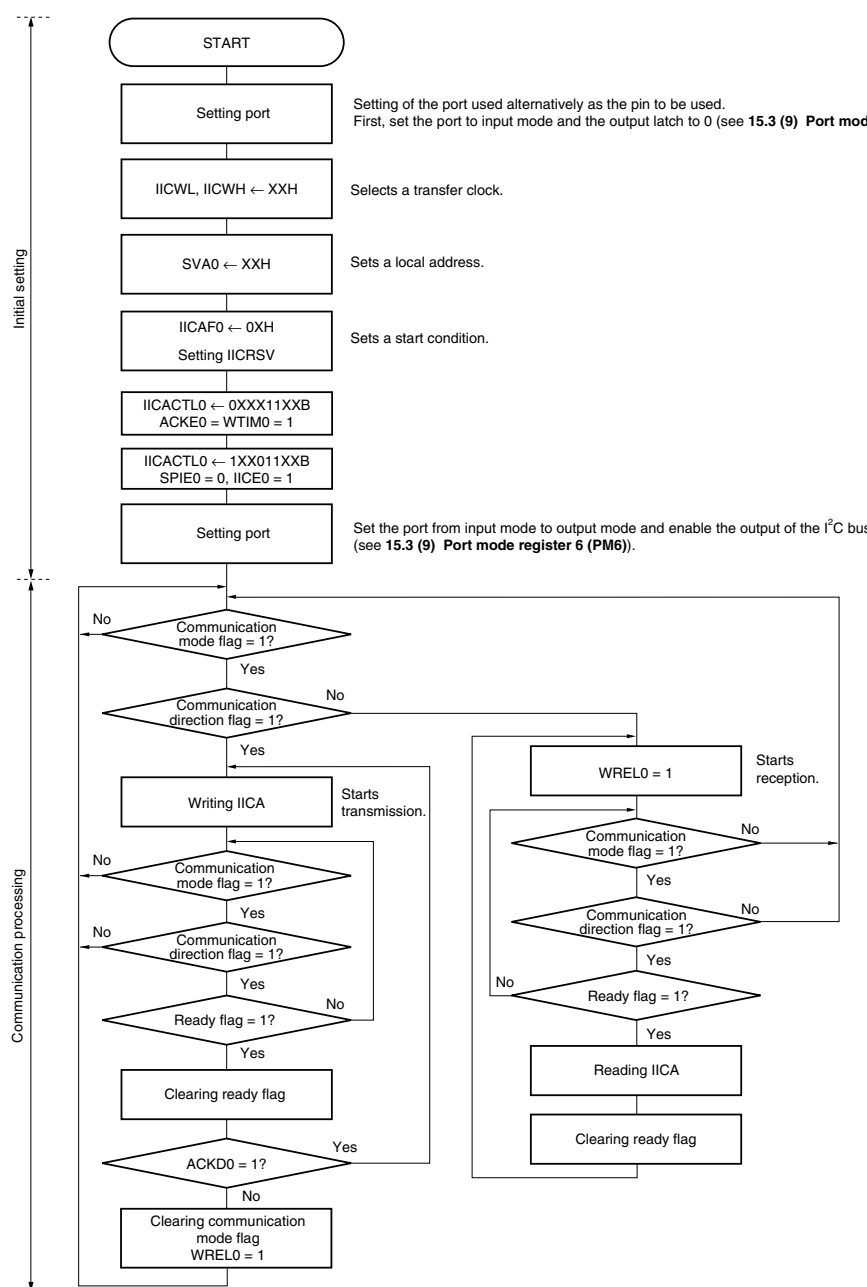 START
Setting port
Setting of the port used alternatively as the pin to be used.
First, set the port to input mode and the output latch to 0 (see 15.3 (9) Port mod
IICWL, IICWH ← XXH
Selects a transfer clock.
SVA0 ← XXH
Sets a local address.
IICAF0 ← 0XH
Setting IICRSV
Sets a start condition.
IICACTL0 ← 0XXX11XXB
ACKE0 = WTIM0 = 1
IICACTL0 ← 1XX011XXB
SPIE0 = 0, IICE0 = 1
Setting port
Set the port from input mode to output mode and enable the output of the I²C bus
(see 15.3 (9) Port mode register 6 (PM6)).
Initial setting
Communication processing
No
Communication
mode flag = 1?
Yes
Communication
direction flag = 1?
No
Yes
Writing IICA
Starts
transmission.
No
Communication
mode flag = 1?
Yes
No
Communication
direction flag = 1?
Yes
Ready flag = 1?
No
Yes
Clearing ready flag
ACKD0 = 1?
Yes
No
Clearing communication
mode flag
WREL0 = 1
WREL0 = 1
Starts
reception.
Communication
mode flag = 1?
No
Yes
Communication
direction flag = 1?
No
Yes
No
Ready flag = 1?
Yes
Reading IICA
Clearing ready flag